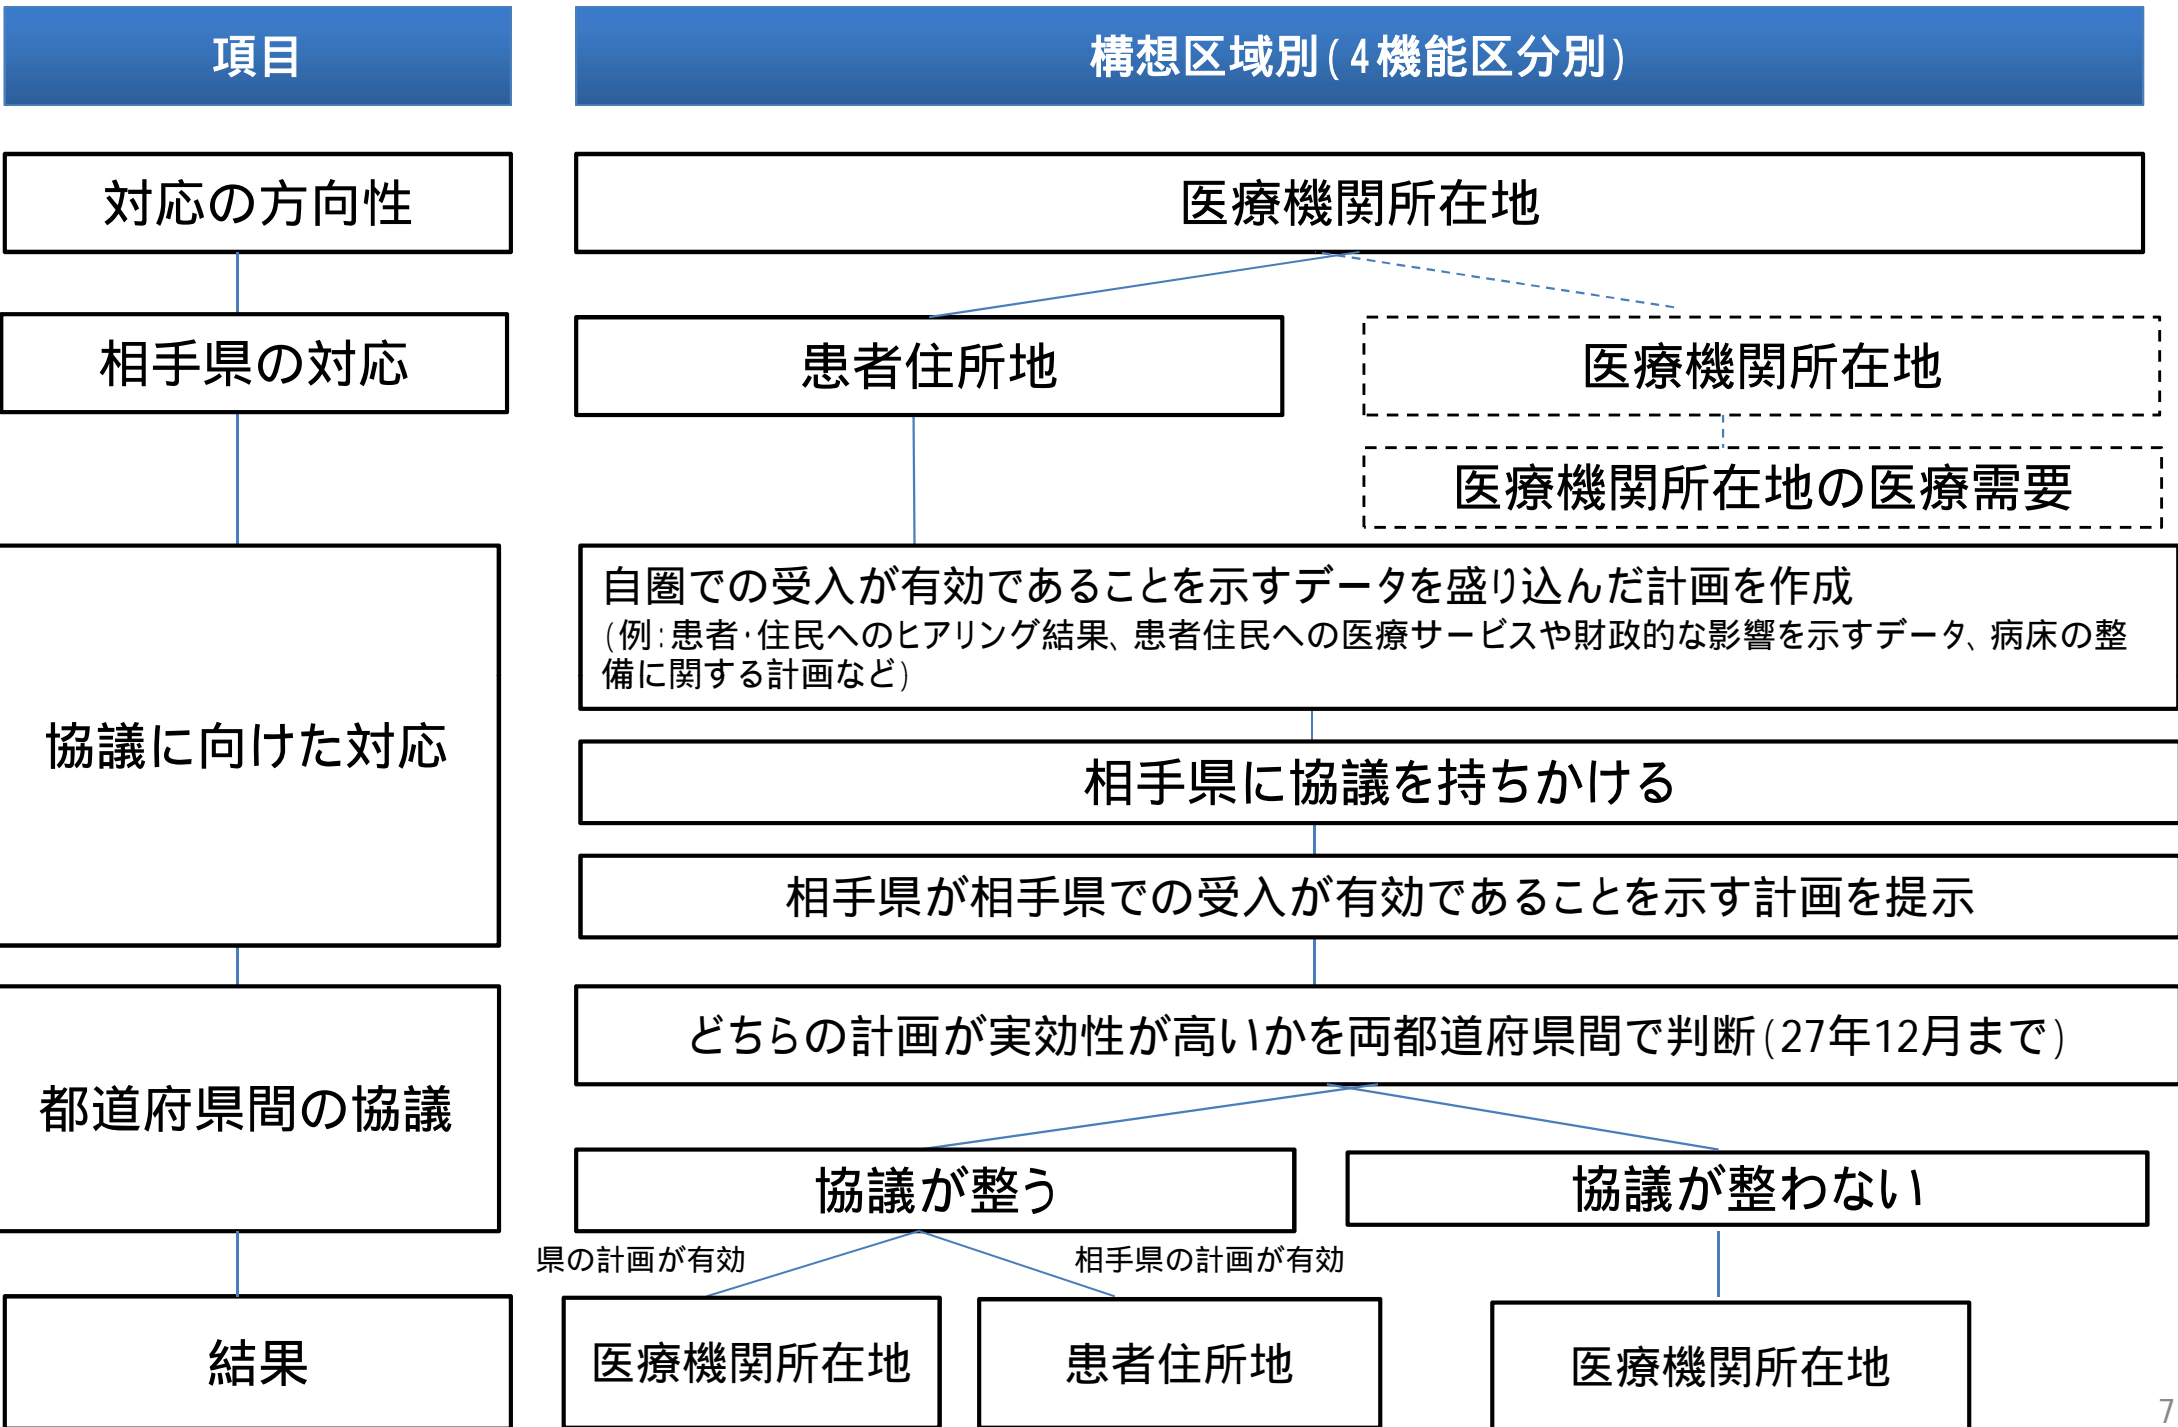 項目
構想区域別(4機能区分別)
対応の方向性
医療機関所在地
相手県の対応
患者住所地
医療機関所在地
医療機関所在地の医療需要
協議に向けた対応
自圏での受入が有効であることを示すデータを盛り込んだ計画を作成
(例:患者・住民へのヒアリング結果、患者住民への医療サービスや財政的な影響を示すデータ、病床の整
備に関する計画など)
相手県に協議を持ちかける
相手県が相手県での受入が有効であることを示す計画を提示
都道府県間の協議
どちらの計画が実効性が高いかを両都道府県間で判断(27年12月まで)
協議が整う
協議が整わない
県の計画が有効
相手県の計画が有効
結果
医療機関所在地
患者住所地
医療機関所在地
7